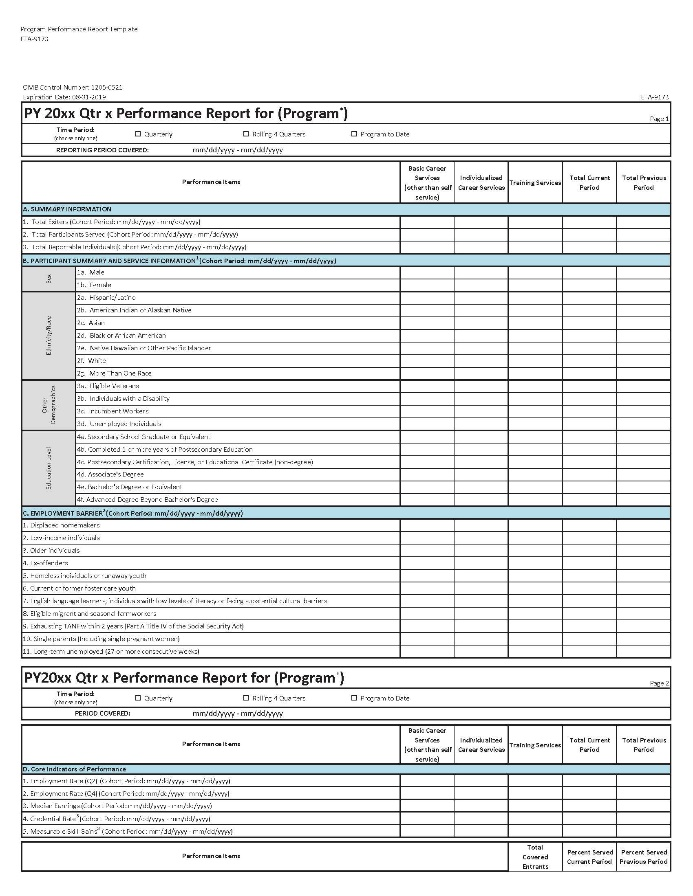 Program Performance Report Template
ETA-9173
OMB Control Number: 1205-0521
Expiration Date: 08-31-2019
ETA-9173
PY 20xx Qtr x Performance Report for (Program*)
Page 1
Time Period:
(choose only one)
☐ Quarterly
☐ Rolling 4 Quarters
☐ Program to Date
REPORTING PERIOD COVERED:
mm/dd/yyyy - mm/dd/yyyy
Performance Items
Basic Career
Services
(other than self
service)
Individualized
Career Services
Training Services
Total Current
Period
Total Previous
Period
A. SUMMARY INFORMATION
1. Total Exiters (Cohort Period: mm/dd/yyyy - mm/dd/yyyy)
2. Total Participants Served (Cohort Period: mm/dd/yyyy - mm/dd/yyyy)
3. Total Reportable Individuals (Cohort Period: mm/dd/yyyy - mm/dd/yyyy)
B. PARTICIPANT SUMMARY AND SERVICE INFORMATION¹ (Cohort Period: mm/dd/yyyy - mm/dd/yyyy)
Sex
1a. Male
1b. Female
Ethnicity/Race
2a. Hispanic/Latino
2b. American Indian or Alaskan Native
2c. Asian
2d. Black or African American
2e. Native Hawaiian or Other Pacific Islander
2f. White
2g. More Than One Race
Other
Demographics
3a. Eligible Veterans
3b. Individuals with a Disability
3c. Incumbent Workers
3d. Unemployed Individuals
Education Level
4a. Secondary School Graduate or Equivalent
4b. Completed 1 or more years of Postsecondary Education
4c. Postsecondary Certification, License, or Educational Certificate (non-degree)
4d. Associate's Degree
4e. Bachelor's Degree or Equivalent
4f. Advanced Degree Beyond Bachelor's Degree
C. EMPLOYMENT BARRIER² (Cohort Period: mm/dd/yyyy - mm/dd/yyyy)
1. Displaced homemakers
2. Low-income individuals
3. Older individuals
4. Ex-offenders
5. Homeless individuals or runaway youth
6. Current or former foster care youth
7. English language learners, individuals with low levels of literacy or facing substantial cultural barriers
8. Eligible migrant and seasonal farmworkers
9. Exhausting TANF within 2 years (Part A Title IV of the Social Security Act)
10. Single parents (Including single pregnant women)
11. Long-term unemployed (27 or more consecutive weeks)
PY20xx Qtr x Performance Report for (Program*)
Page 2
Time Period:
(choose only one)
☐ Quarterly
☐ Rolling 4 Quarters
☐ Program to Date
PERIOD COVERED:
mm/dd/yyyy - mm/dd/yyyy
Performance Items
Basic Career
Services
(other than self
service)
Individualized
Career Services
Training Services
Total Current
Period
Total Previous
Period
D. Core Indicators of Performance
1. Employment Rate (Q2) (Cohort Period: mm/dd/yyyy - mm/dd/yyyy)
2. Employment Rate (Q4) (Cohort Period: mm/dd/yyyy - mm/dd/yyyy)
3. Median Earnings (Cohort Period: mm/dd/yyyy - mm/dd/yyyy)
4. Credential Rate (Cohort Period: mm/dd/yyyy - mm/dd/yyyy)
5. Measurable Skill Gains (Cohort Period: mm/dd/yyyy - mm/dd/yyyy)
Performance Items
Total
Covered
Entrants
Percent Served
Current Period
Percent Served
Previous Period